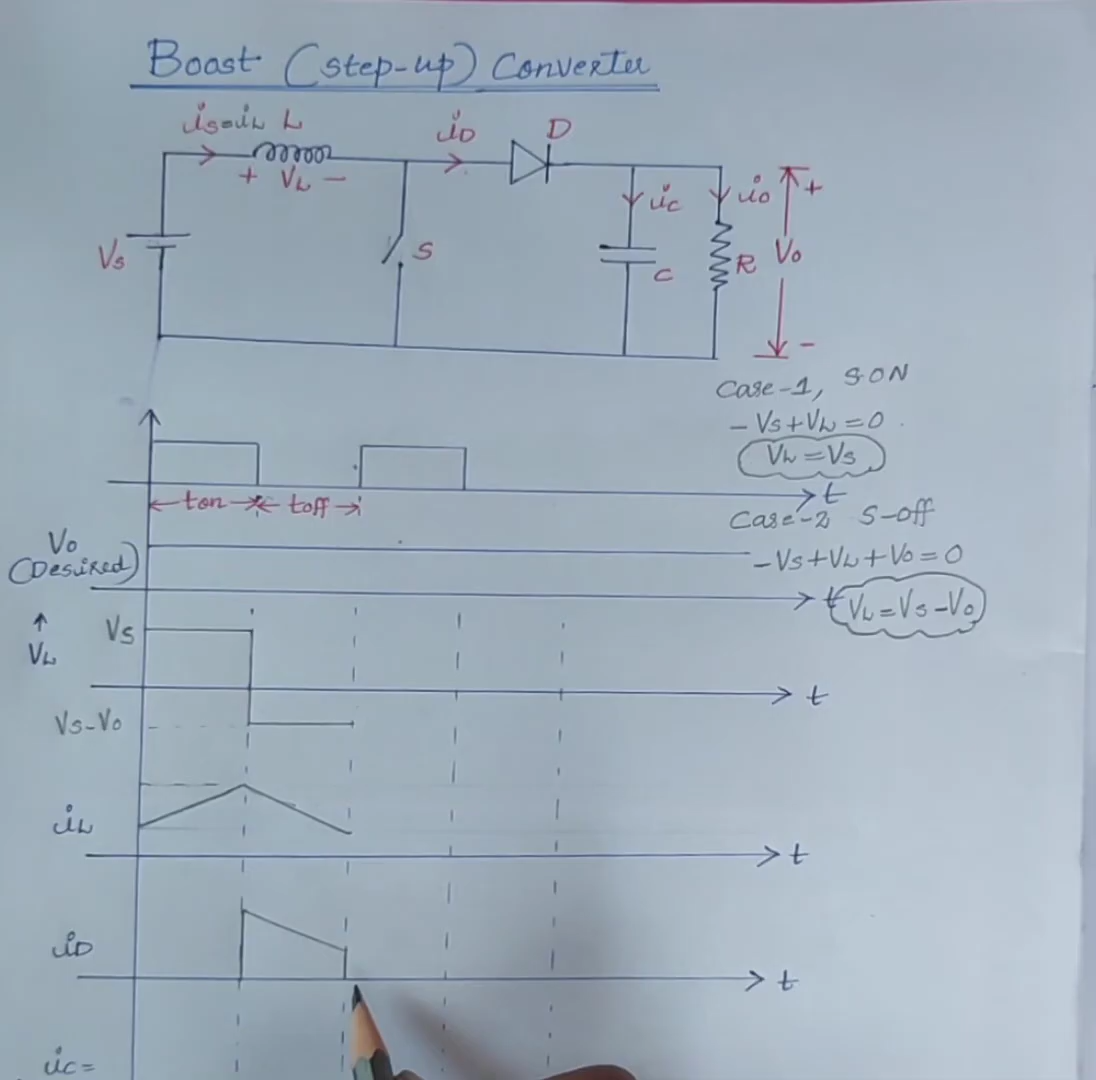 Boast (step-up) Converter
is=iL L
iD
D
+ VL -
ic
io
+
Vs
S
C
R
Vo
-
Case-1, S-ON
-Vs+VL=0
VL=Vs
ton toff
t
Case-2 S-off
Vo
(Desired)
-Vs+VL+Vo=0
t
VL=Vs-Vo
Vs
VL
t
Vs-Vo
iL
t
iD
t
ic=